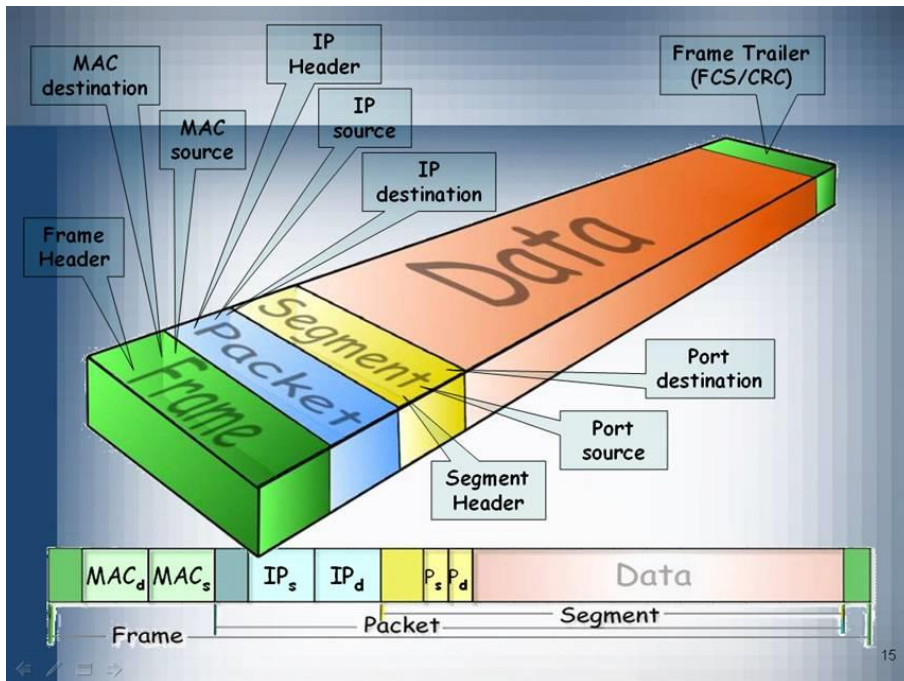 IP
Header
Frame Trailer
(FCS/CRC)
MAC
destination
IP
source
MAC
source
IP
destination
Frame
Header
Data
Segment
Packet
Frame
Port
destination
Port
source
Segment
Header
MACd MACs IPs IPd Ps Pd Data
Segment
Packet
Frame
15